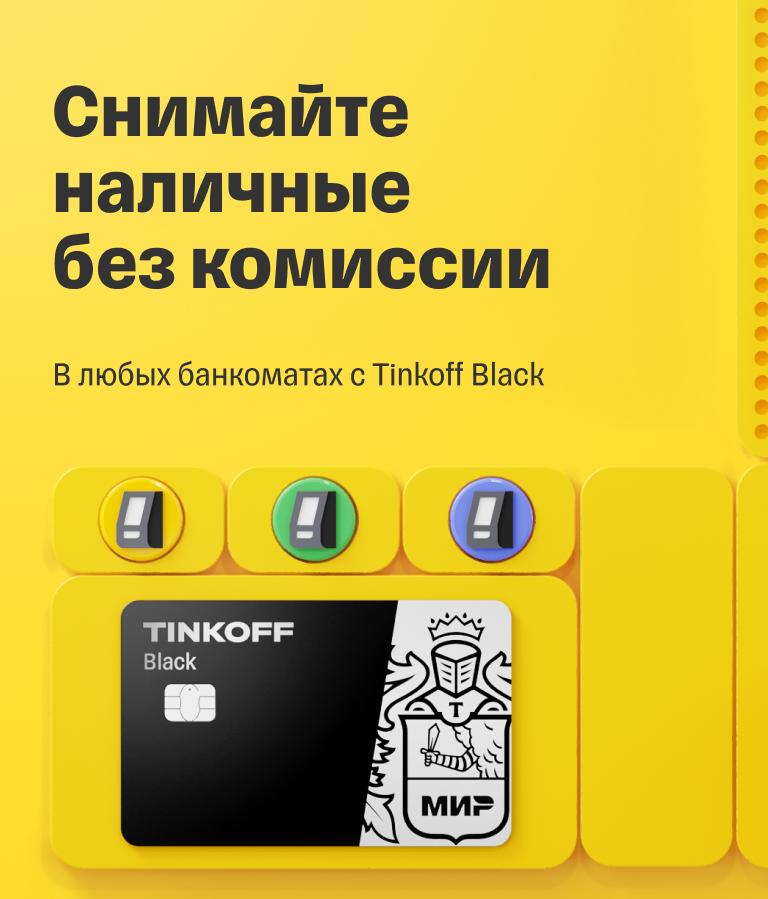 Снимайте
наличные
без комиссии
В любых банкоматах с Tinkoff Black
TINKOFF
Black
T
МИР